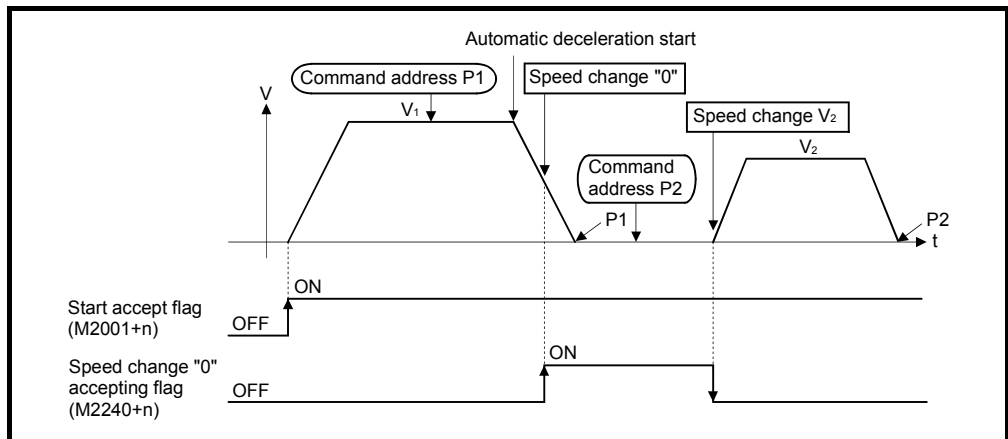 Automatic deceleration start
Command address P1
Speed change "0"
V
V1
Speed change V2
V2
Command
address P2
P1
P2
t
ON
Start accept flag
(M2001+n)
OFF
Speed change "0"
accepting flag
(M2240+n)
ON
OFF